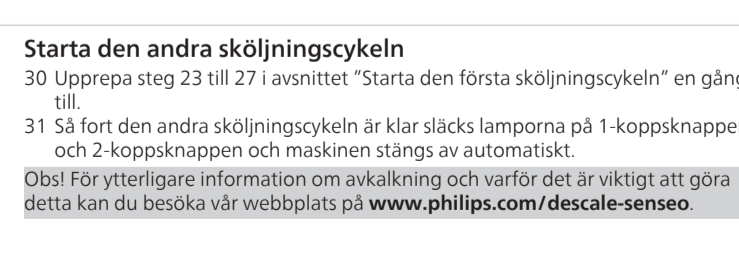 Starta den andra sköljningscykeln
30 Upprepa steg 23 till 27 i avsnittet ”Starta den första sköljningscykeln” en gång
till.
31 Så fort den andra sköljningscykeln är klar släcks lamporna på 1-koppsknappen
och 2-koppsknappen och maskinen stängs av automatiskt.
Obs! För ytterligare information om avkalkning och varför det är viktigt att göra
detta kan du besöka vår webbplats på www.philips.com/descale-senseo.